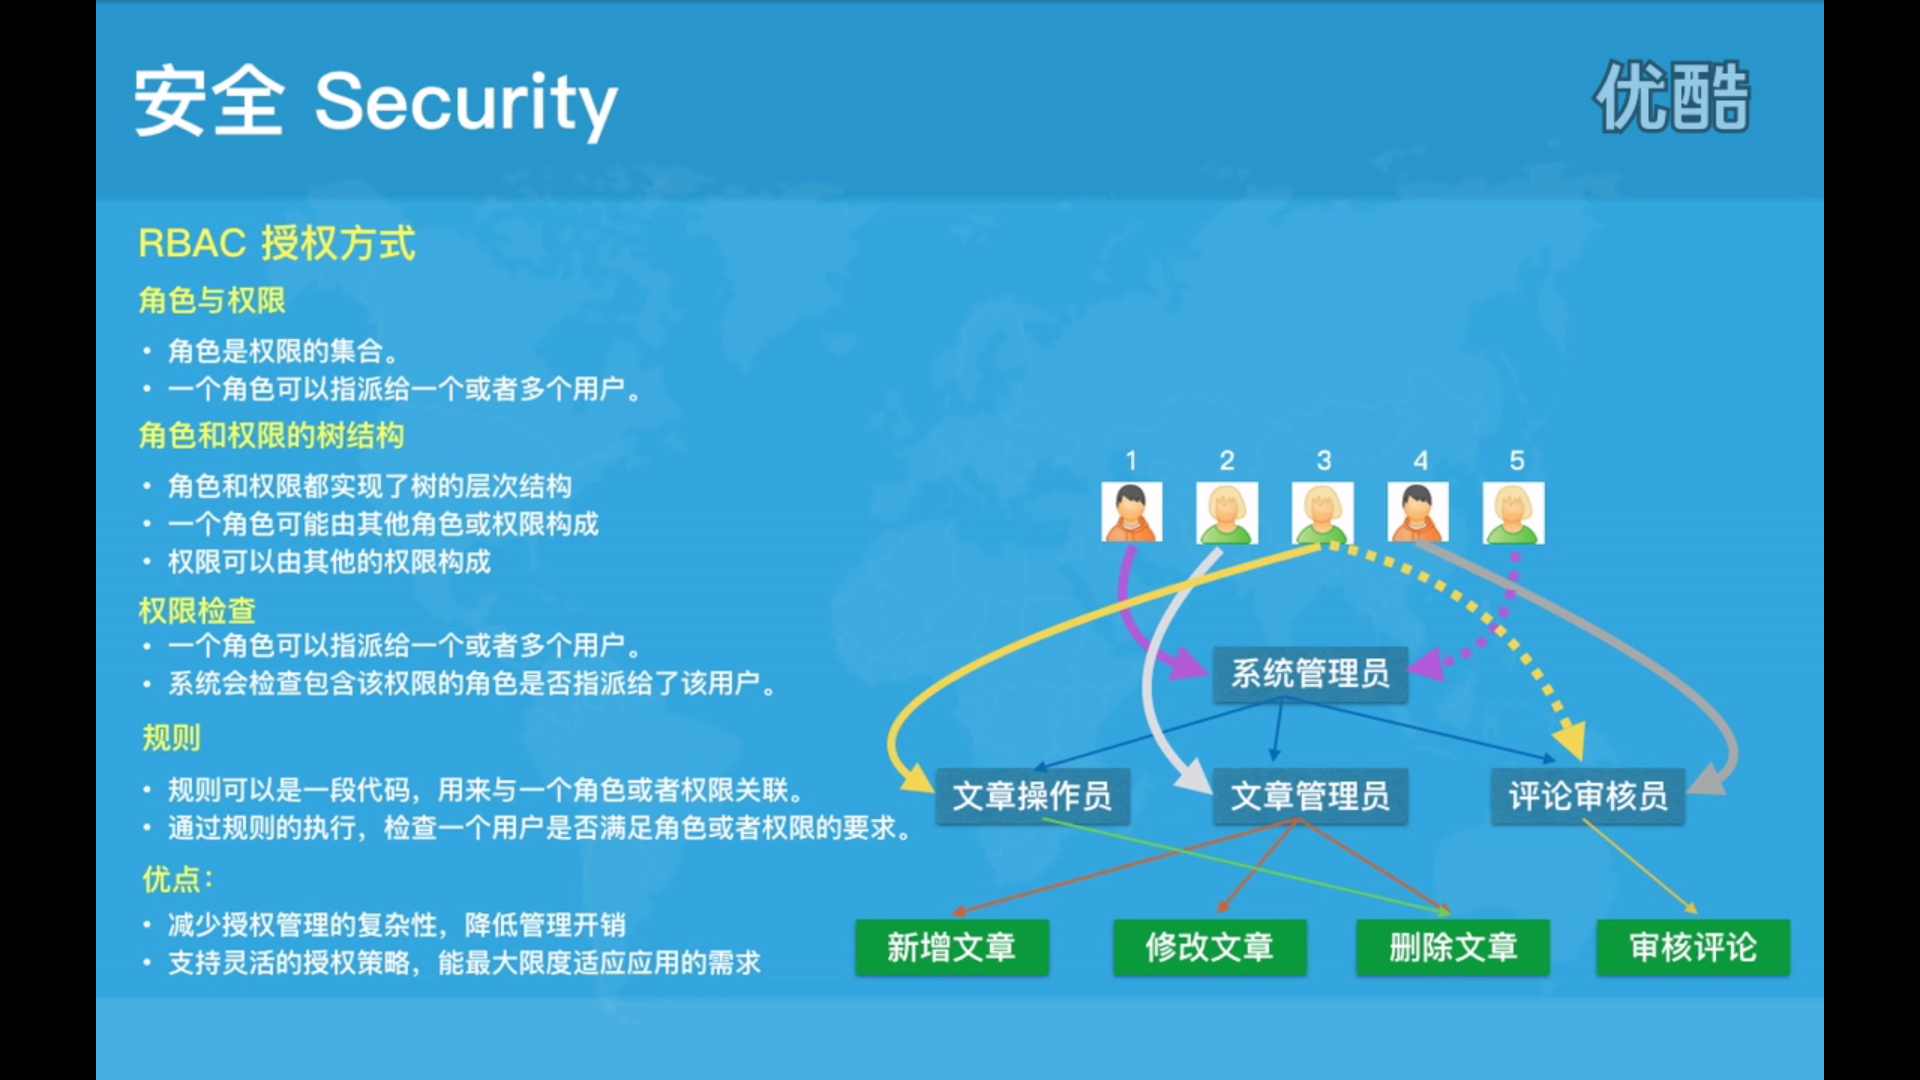 安全 Security
优酷
RBAC 授权方式
角色与权限
• 角色是权限的集合。
• 一个角色可以指派给一个或者多个用户。
角色和权限的树结构
• 角色和权限都实现了树的层次结构
• 一个角色可能由其他角色或权限构成
• 权限可以由其他的权限构成
权限检查
• 一个角色可以指派给一个或者多个用户。
• 系统会检查包含该权限的角色是否指派给了该用户。
规则
• 规则可以是一段代码，用来与一个角色或者权限关联。
• 通过规则的执行，检查一个用户是否满足角色或者权限的要求。
优点：
• 减少授权管理的复杂性，降低管理开销
• 支持灵活的授权策略，能最大限度适应应用的需求
1 2 3 4 5
系统管理员
文章操作员 文章管理员 评论审核员
新增文章 修改文章 删除文章 审核评论